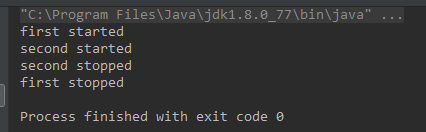 "C:\Program Files\Java\jdk1.8.0_77\bin\java" ...
first started
second started
second stopped
first stopped
Process finished with exit code 0